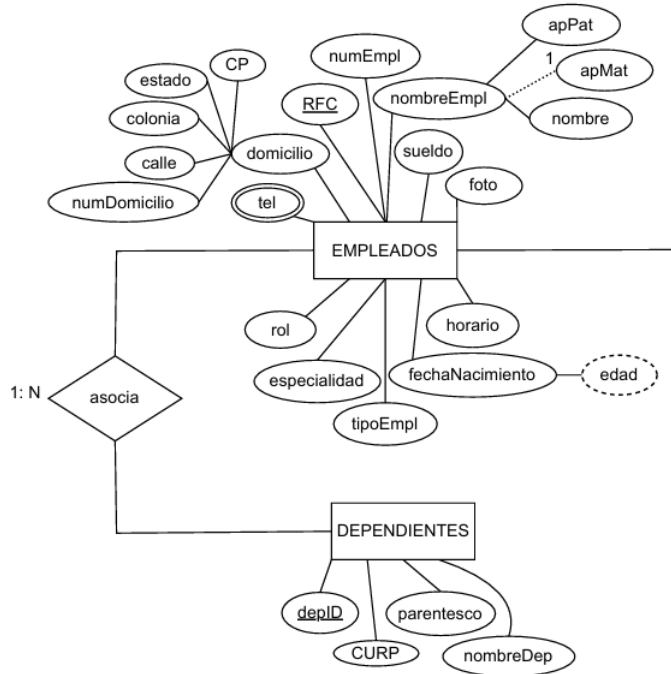 apPat
CP
numEmpl
1
estado
apMat
RFC
nombreEmpl
colonia
nombre
domicilio
sueldo
calle
foto
numDomicilio
tel
EMPLEADOS
rol
horario
especialidad
fechaNacimiento
edad
1: N
asocia
tipoEmpl
DEPENDIENTES
depID
parentesco
CURP
nombreDep